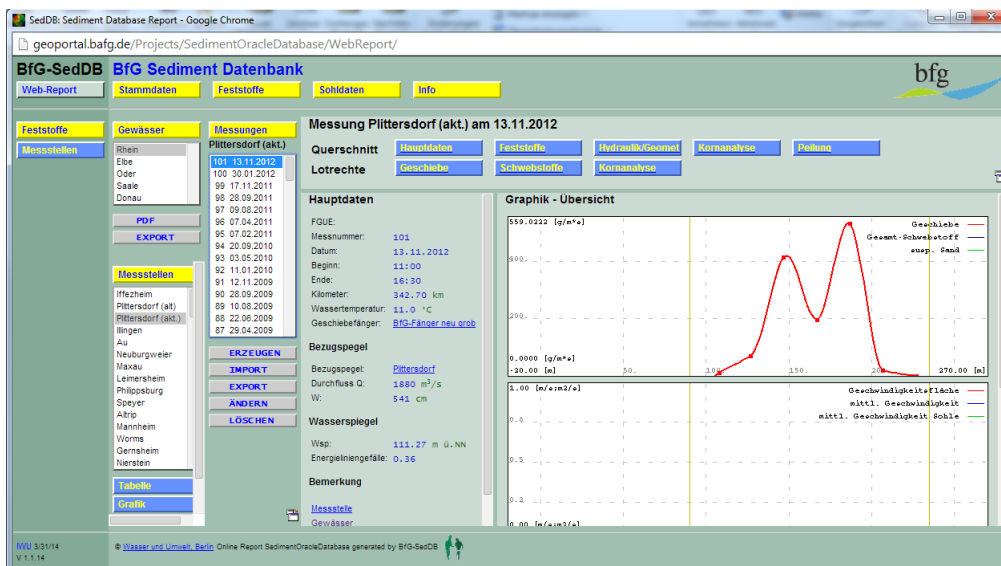 SedDB: Sediment Database Report - Google Chrome
geoportal.bafg.de/Projects/SedimentOracleDatabase/WebReport/
BfG-SedDB BfG Sediment Datenbank
bfg
Web-Report Stammdaten Feststoffe Sohldaten Info
Feststoffe
Messstellen
Gewässer
Rhein
Elbe
Oder
Saale
Donau
PDF
EXPORT
Messstellen
Iffezheim
Plittersdorf (alt)
Plittersdorf (akt.)
Illingen
Au
Neuburgweier
Maxau
Leimersheim
Philippsburg
Speyer
Altrip
Mannheim
Worms
Gernsheim
Nierstein
Tabelle
Grafik
Messungen
Plittersdorf (akt.)
101 13.11.2012
100 30.01.2012
99 17.11.2011
98 28.09.2011
97 09.08.2011
96 07.04.2011
95 07.02.2011
94 20.09.2010
93 03.05.2010
92 11.01.2010
91 12.11.2009
90 28.09.2009
89 10.08.2009
88 22.06.2009
87 29.04.2009
ERZEUGEN
IMPORT
EXPORT
ÄNDERN
LÖSCHEN
Messung Plittersdorf (akt.) am 13.11.2012
Querschnitt Hauptdaten Feststoffe Hydraulik/Geomet Kornanalyse Peilung
Lotrechte Geschiebe Schwebstoffe Kornanalyse
Hauptdaten
FGUE:
Messnummer: 101
Datum: 13.11.2012
Beginn: 11:00
Ende: 16:30
Kilometer: 342.70 km
Wassertemperatur: 11.0 °C
Geschiebefänger: BfG-Fänger neu grob
Bezugspegel
Bezugspegel: Plittersdorf
Durchfluss Q: 1880 m³/s
W: 541 cm
Wasserspiegel
Wsp: 111.27 m ü.NN
Energieliniengefälle: 0.36
Bemerkung
Messstelle
Gewässer
Graphik - Übersicht
559.0222 [g/m*s]
Geschiebe
Gesamt-Schwebstoff
susp. Sand
200.
0.0000 [g/m*s]
-20.00 [m] 50. 100. 150. 270.00 [m]
1.00 [m/s;m2/s]
Geschwindigkeitsfläche
mittl. Geschwindigkeit
mittl. Geschwindigkeit Sohle
0.5
0.2
0.00 [m/s;m2/s]
IWU 3/31/14
V 1.1.14
© Wasser und Umwelt, Berlin Online Report SedimentOracleDatabase generated by BfG-SedDB